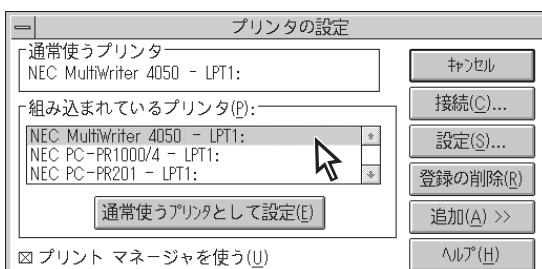 プリンタの設定
通常使うプリンタ
NEC MultiWriter 4050 - LPT1:
組み込まれているプリンタ(P):
NEC MultiWriter 4050 - LPT1:
NEC PC-PR1000/4 - LPT1:
NEC PC-PR201 - LPT1:
通常使うプリンタとして設定(E)
プリント マネージャを使う(U)
キャンセル
接続(C)...
設定(S)...
登録の削除(R)
追加(A) >>
ヘルプ(H)